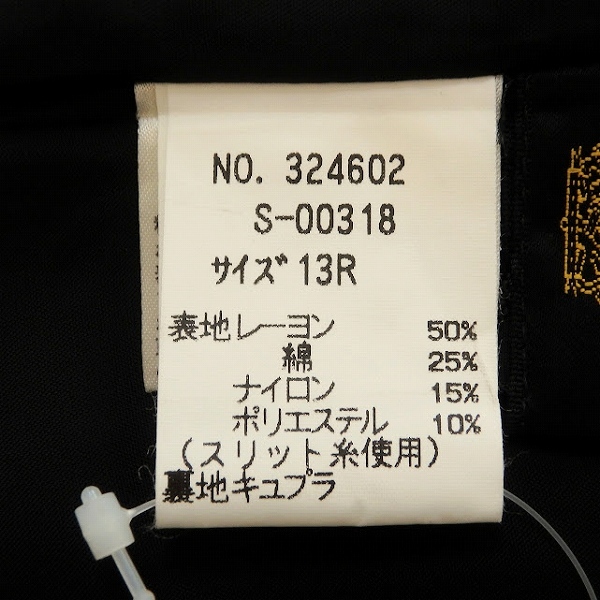 NO. 324602
S-00318
サイズ 13R
表地レーヨン 50%
綿 25%
ナイロン 15%
ポリエステル 10%
(スリット糸使用)
裏地キュプラ